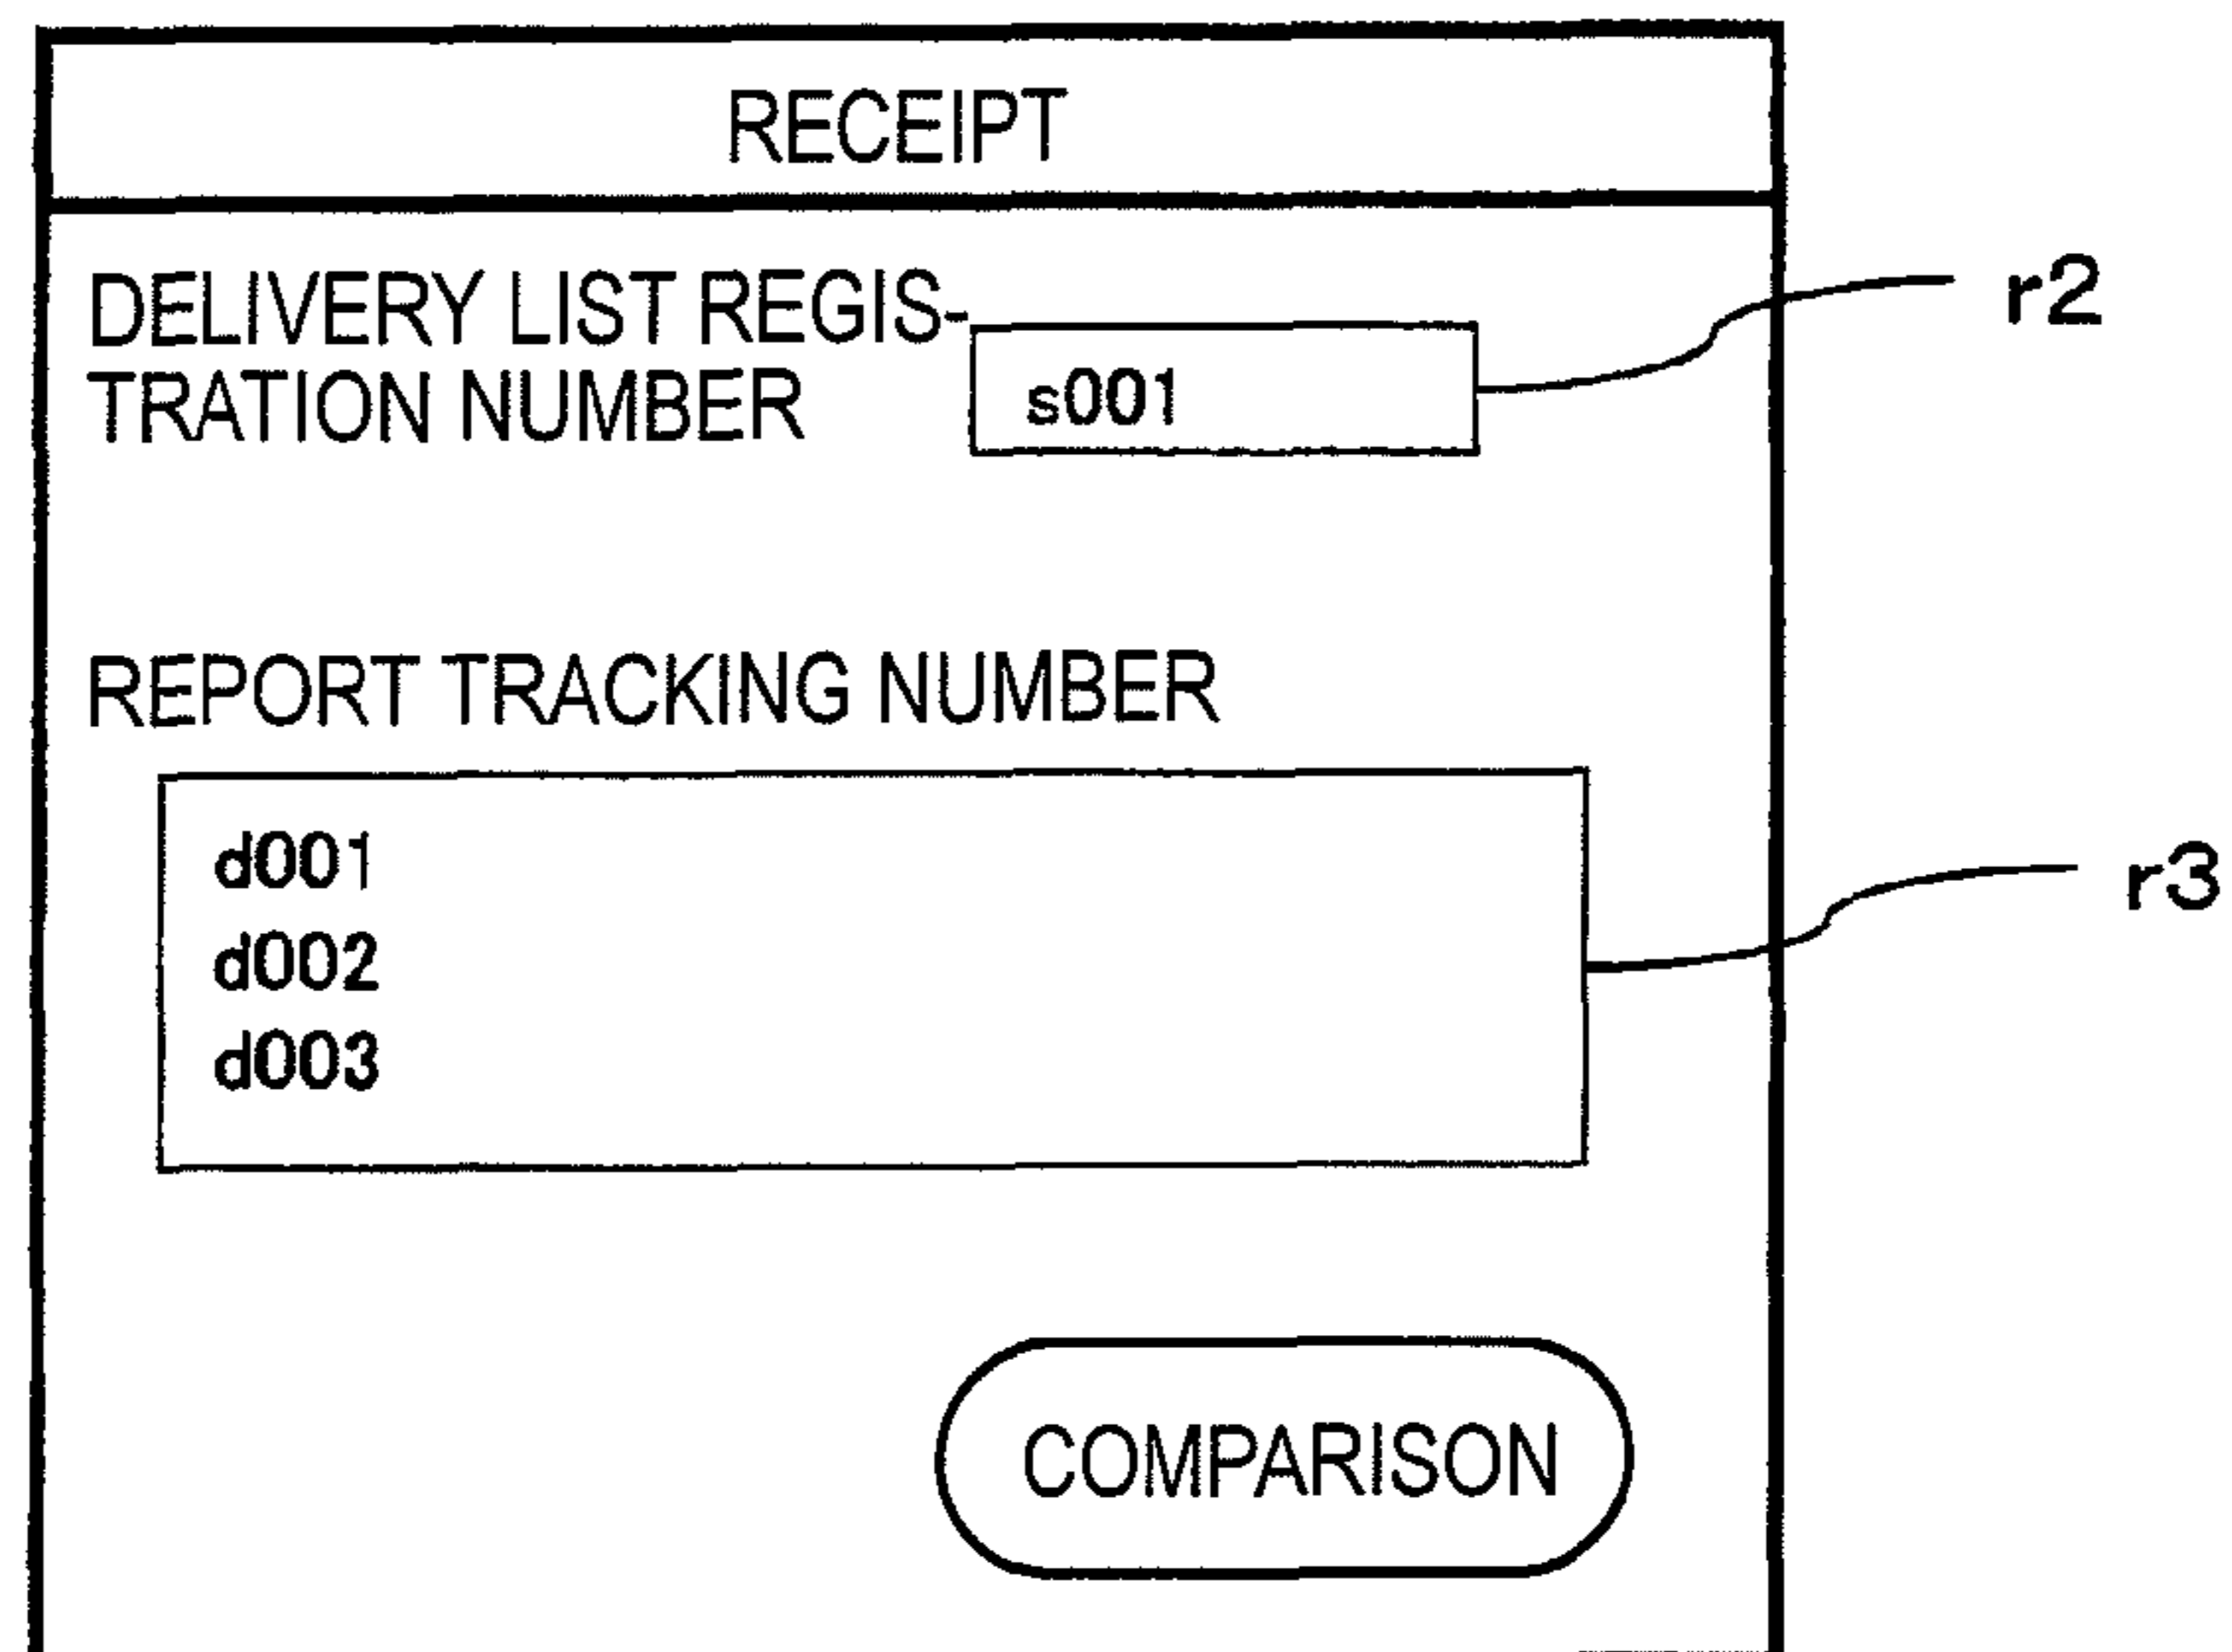 RECEIPT
DELIVERY LIST REGIS-
TRATION NUMBER
s001
r2
REPORT TRACKING NUMBER
d001
d002
d003
r3
COMPARISON